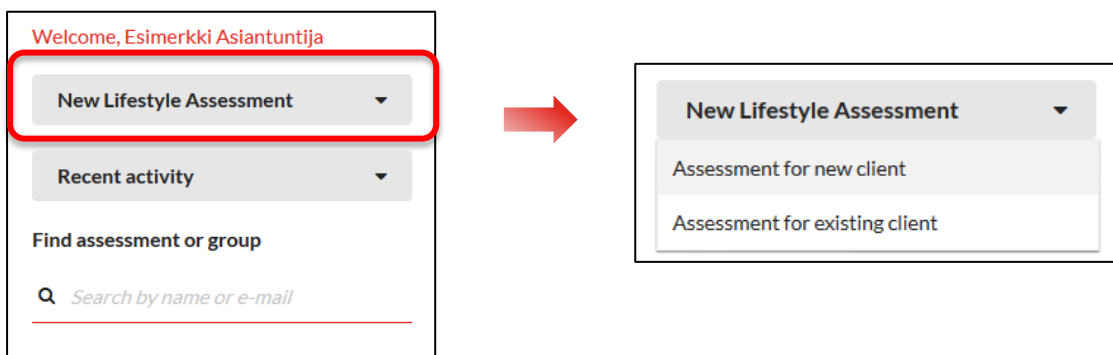 Welcome, Esimerkki Asiantuntija
New Lifestyle Assessment
Recent activity
Find assessment or group
Search by name or e-mail
New Lifestyle Assessment
Assessment for new client
Assessment for existing client